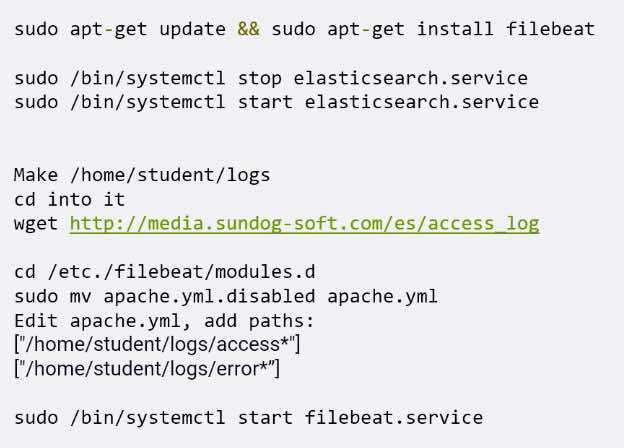 sudo apt-get update && sudo apt-get install filebeat
sudo /bin/systemctl stop elasticsearch.service
sudo /bin/systemctl start elasticsearch.service
Make /home/student/logs
cd into it
wget http://media.sundog-soft.com/es/access_log
cd /etc./filebeat/modules.d
sudo mv apache.yml.disabled apache.yml
Edit apache.yml, add paths:
["/home/student/logs/access*"]
["/home/student/logs/error*”]
sudo /bin/systemctl start filebeat.service